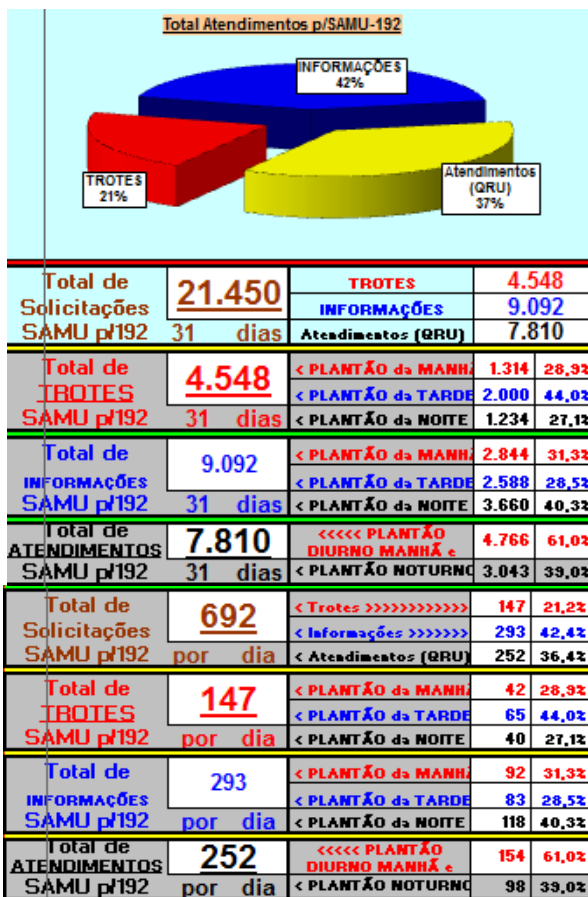 Total Atendimentos p/SAMU-192
INFORMAÇÕES
42%
TROTES
21%
Atendimentos
(QRU)
37%
Total de
Solicitações
SAMU p/192
21.450
31 dias
TROTES 4.548
INFORMAÇÕES 9.092
Atendimentos (QRU) 7.810
Total de
TROTES
SAMU p/192
4.548
31 dias
< PLANTÃO da MANHÃ 1.314 28,9%
< PLANTÃO da TARDE 2.000 44,0%
< PLANTÃO da NOITE 1.234 27,1%
Total de
INFORMAÇÕES
SAMU p/192
9.092
31 dias
< PLANTÃO da MANHÃ 2.844 31,3%
< PLANTÃO da TARDE 2.588 28,5%
< PLANTÃO da NOITE 3.660 40,3%
Total de
ATENDIMENTOS
SAMU p/192
7.810
31 dias
<<<<< PLANTÃO
DIURNO MANHÃ e
4.766 61,0%
< PLANTÃO NOTURNO 3.043 39,0%
Total de
Solicitações
SAMU p/192
692
por dia
< Trotes >>>>>>>>>>>> 147 21,2%
< Informações >>>>>>> 293 42,4%
< Atendimentos (QRU) 252 36,4%
Total de
TROTES
SAMU p/192
147
por dia
< PLANTÃO da MANHÃ 42 28,9%
< PLANTÃO da TARDE 65 44,0%
< PLANTÃO da NOITE 40 27,1%
Total de
INFORMAÇÕES
SAMU p/192
293
por dia
< PLANTÃO da MANHÃ 92 31,3%
< PLANTÃO da TARDE 83 28,5%
< PLANTÃO da NOITE 118 40,3%
Total de
ATENDIMENTOS
SAMU p/192
252
por dia
<<<<< PLANTÃO
DIURNO MANHÃ e
154 61,0%
< PLANTÃO NOTURNO 98 39,0%